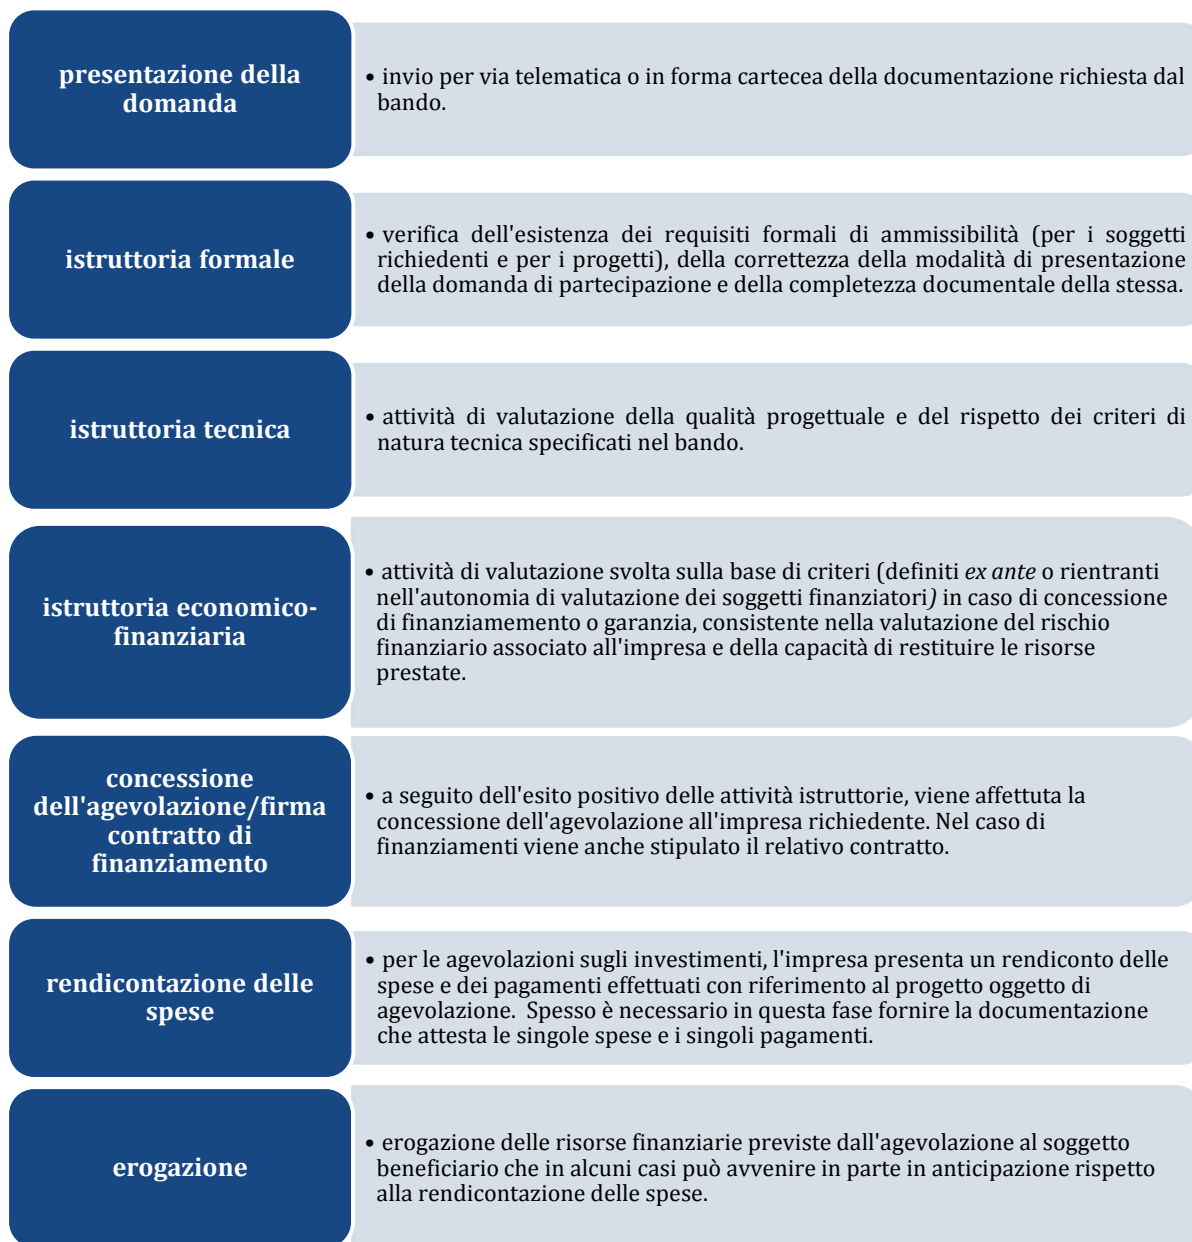 presentazione della
domanda
• invio per via telematica o in forma cartecea della documentazione richiesta dal
bando.
istruttoria formale
• verifica dell'esistenza dei requisiti formali di ammissibilità (per i soggetti
richiedenti e per i progetti), della correttezza della modalità di presentazione
della domanda di partecipazione e della completezza documentale della stessa.
istruttoria tecnica
• attività di valutazione della qualità progettuale e del rispetto dei criteri di
natura tecnica specificati nel bando.
istruttoria economico-
finanziaria
• attività di valutazione svolta sulla base di criteri (definiti ex ante o rientranti
nell'autonomia di valutazione dei soggetti finanziatori) in caso di concessione
di finanziamemento o garanzia, consistente nella valutazione del rischio
finanziario associato all'impresa e della capacità di restituire le risorse
prestate.
concessione
dell'agevolazione/firma
contratto di
finanziamento
• a seguito dell'esito positivo delle attività istruttorie, viene affettuta la
concessione dell'agevolazione all'impresa richiedente. Nel caso di
finanziamenti viene anche stipulato il relativo contratto.
rendicontazione delle
spese
• per le agevolazioni sugli investimenti, l'impresa presenta un rendiconto delle
spese e dei pagamenti effettuati con riferimento al progetto oggetto di
agevolazione.  Spesso è necessario in questa fase fornire la documentazione
che attesta le singole spese e i singoli pagamenti.
erogazione
• erogazione delle risorse finanziarie previste dall'agevolazione al soggetto
beneficiario che in alcuni casi può avvenire in parte in anticipazione rispetto
alla rendicontazione delle spese.